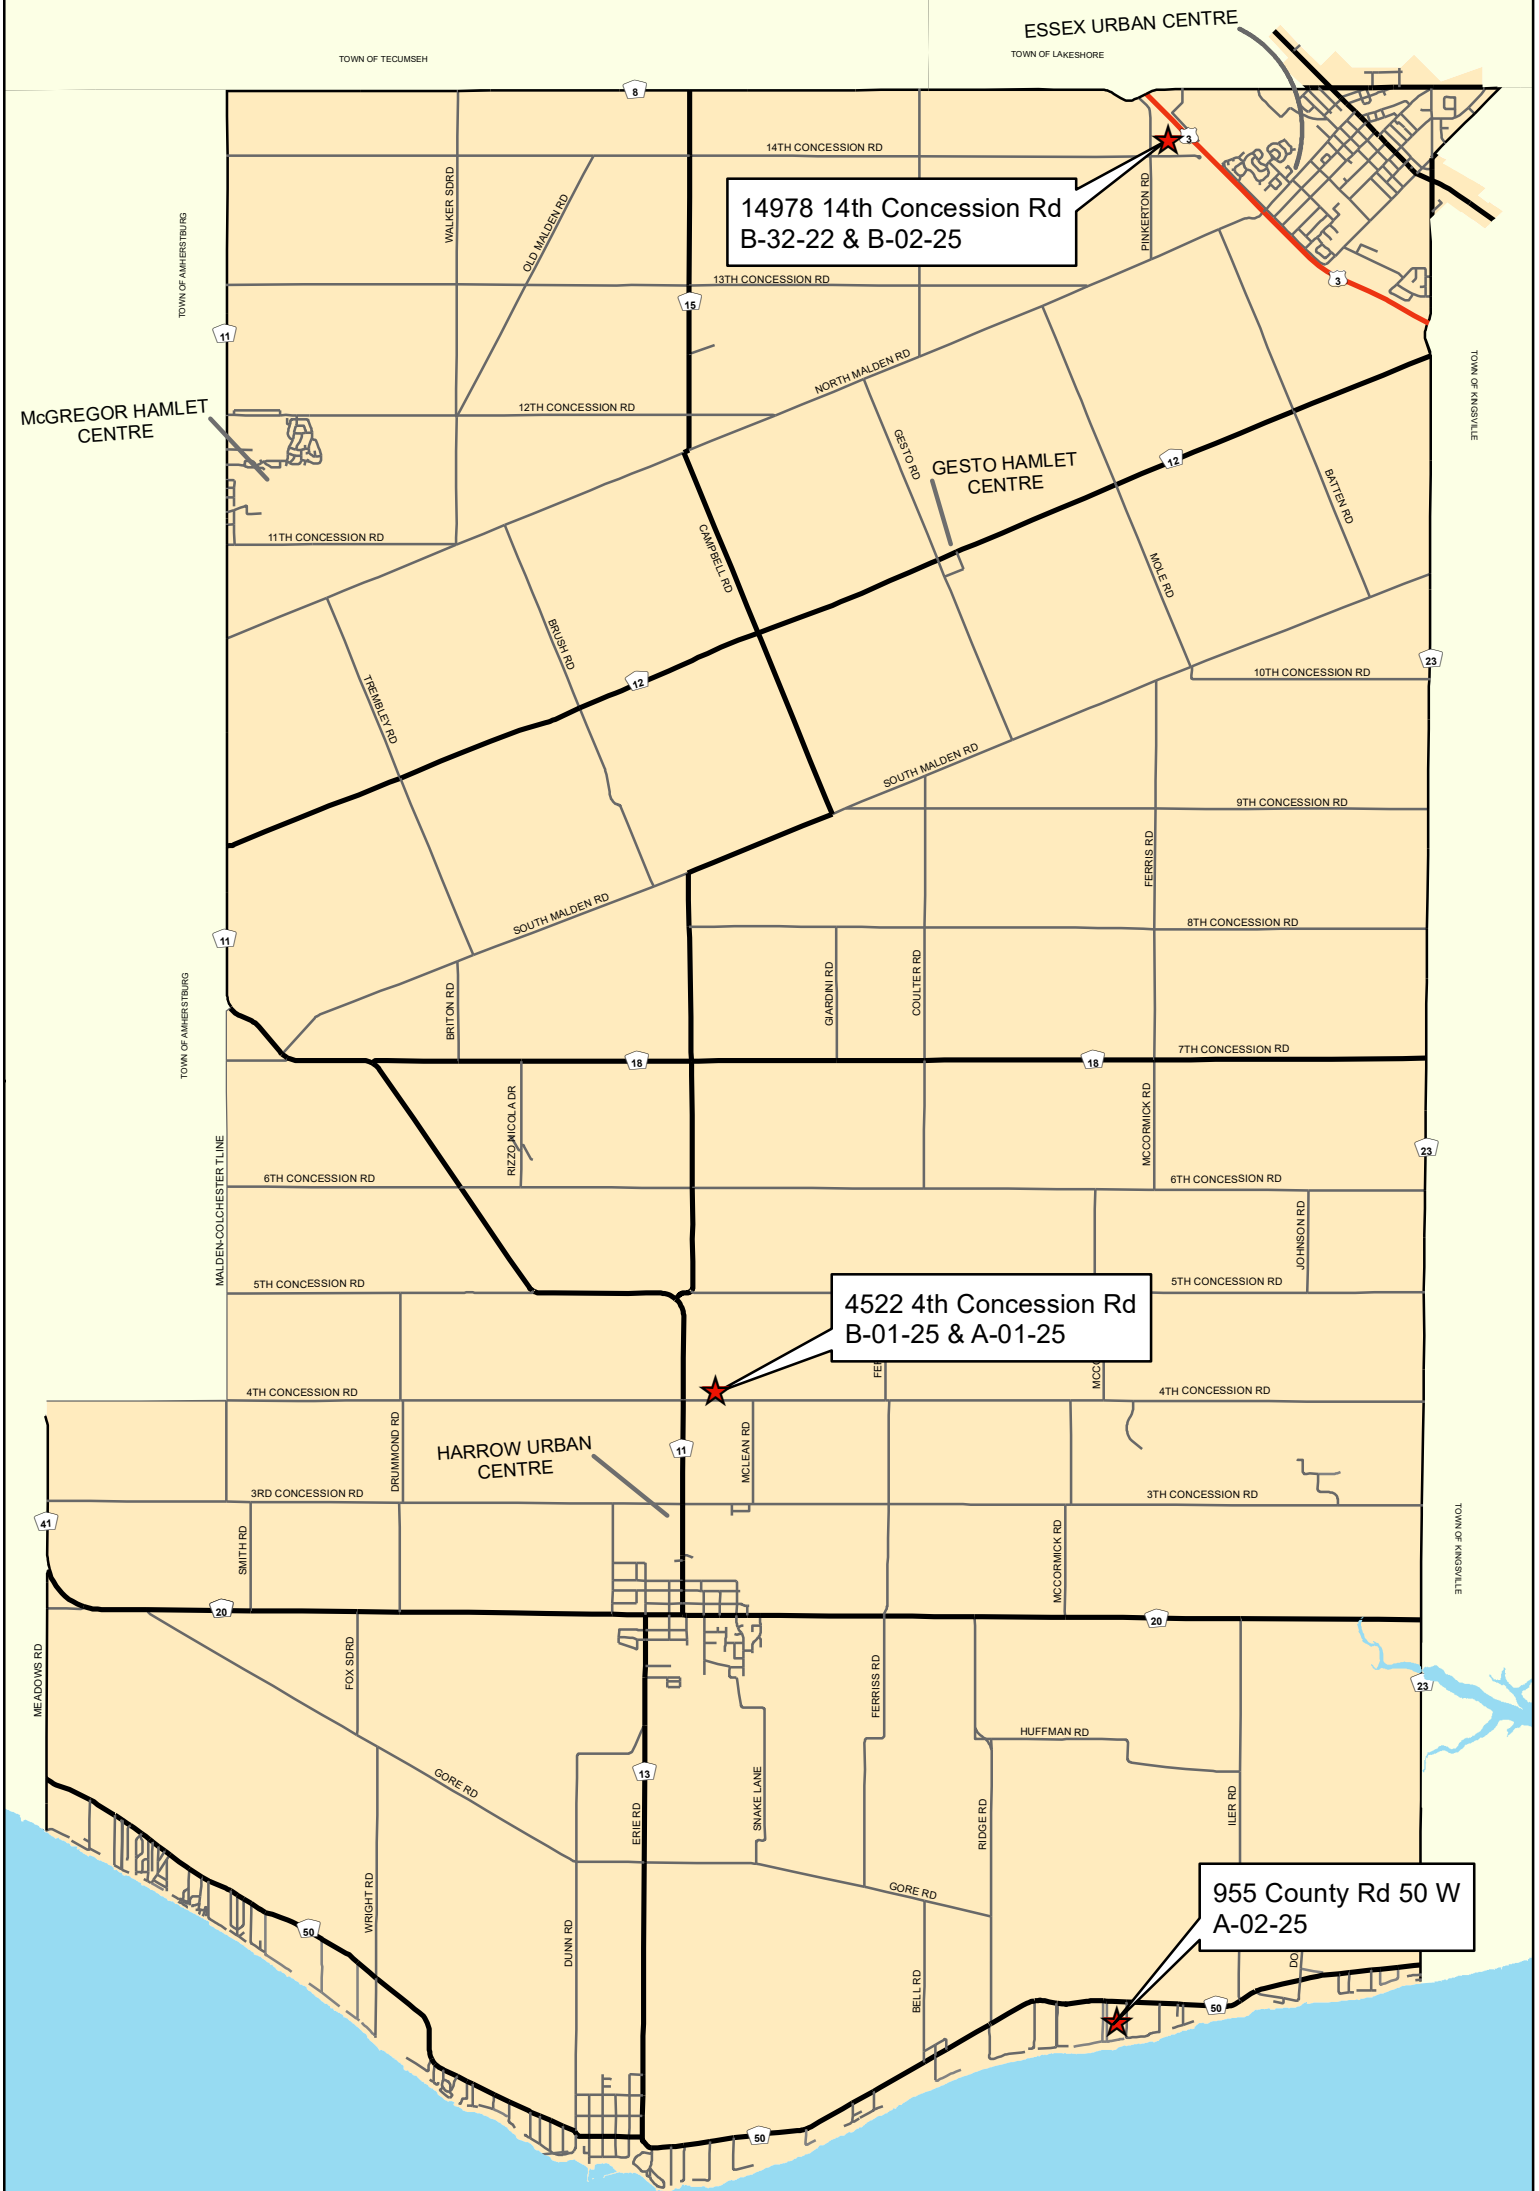 ESSEX URBAN CENTRE
TOWN OF TECUMSEH
TOWN OF LAKESHORE
8
3
14TH CONCESSION RD
14978 14th Concession Rd
B-32-22 & B-02-25
WALKER SDRD
OLD MALDEN RD
PINKERTON RD
TOWN OF AMHERSTBURG
13TH CONCESSION RD
3
15
11
NORTH MALDEN RD
TOWN OF KINGSVILLE
McGREGOR HAMLET
CENTRE
12TH CONCESSION RD
GESTO RD
GESTO HAMLET
CENTRE
12
BATTEN RD
11TH CONCESSION RD
CAMPBELL RD
MOLE RD
BRUSH RD
23
10TH CONCESSION RD
12
TREMBLEY RD
SOUTH MALDEN RD
9TH CONCESSION RD
FERRIS RD
SOUTH MALDEN RD
8TH CONCESSION RD
11
BRITON RD
GIARDINI RD
COULTER RD
TOWN OF AMHERSTBURG
7TH CONCESSION RD
18
18
RIZZO NICOLA DR
MCCORMICK RD
23
MALDEN-COLCHESTER TLINE
6TH CONCESSION RD
6TH CONCESSION RD
JOHNSON RD
5TH CONCESSION RD
5TH CONCESSION RD
4522 4th Concession Rd
B-01-25 & A-01-25
FER
MCCO
4TH CONCESSION RD
4TH CONCESSION RD
DRUMMOND RD
HARROW URBAN
CENTRE
11
MCLEAN RD
3RD CONCESSION RD
3TH CONCESSION RD
41
SMITH RD
MCCORMICK RD
TOWN OF KINGSVILLE
20
20
MEADOWS RD
FOX SDRD
FERRISS RD
23
HUFFMAN RD
GORE RD
13
ERIE RD
SNAKE LANE
RIDGE RD
ILER RD
GORE RD
955 County Rd 50 W
A-02-25
WRIGHT RD
50
DUNN RD
BELL RD
DO
50
50